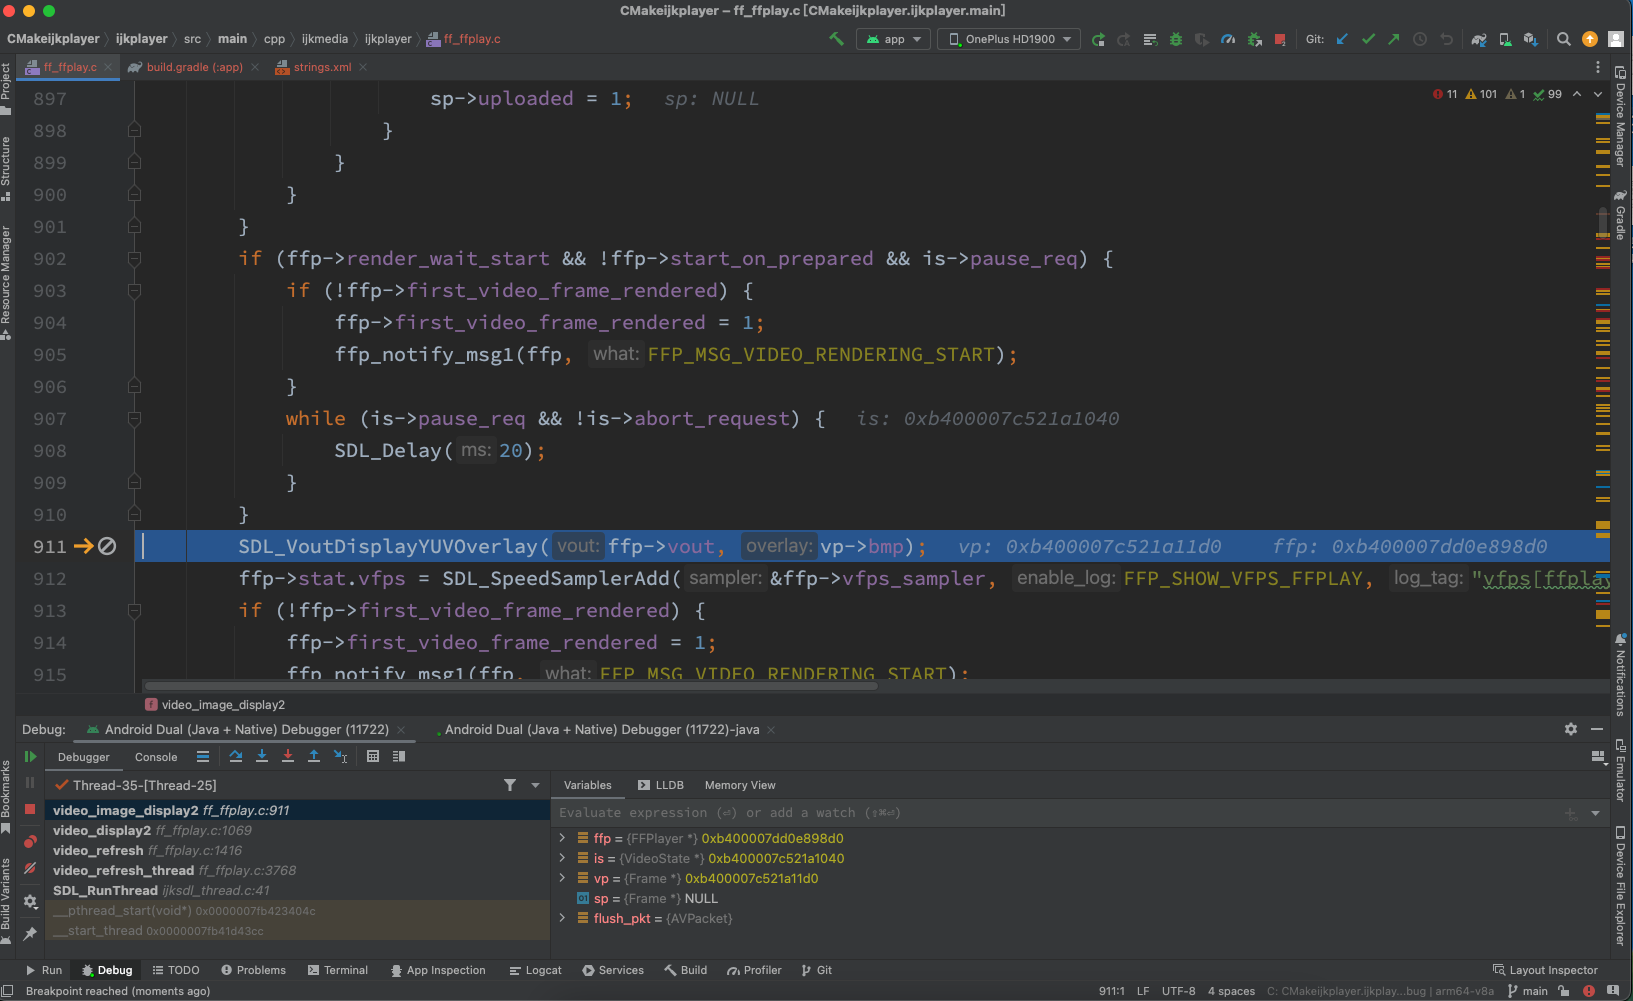 CMakeijkplayer – ff_ffplay.c [CMakeijkplayer.ijkplayer.main]
CMakeijkplayer 〉 ijkplayer 〉 src 〉 main 〉 cpp 〉 ijkmedia 〉 ijkplayer 〉 ff_ffplay.c
app
OnePlus HD1900
Git:
ff_ffplay.c
build.gradle (:app)
strings.xml
11 101 1 99
897 sp->uploaded = 1; sp: NULL
898 }
899 }
900 }
901 }
902 if (ffp->render_wait_start && !ffp->start_on_prepared && is->pause_req) {
903 if (!ffp->first_video_frame_rendered) {
904 ffp->first_video_frame_rendered = 1;
905 ffp_notify_msg1(ffp, what: FFP_MSG_VIDEO_RENDERING_START);
906 }
907 while (is->pause_req && !is->abort_request) { is: 0xb400007c521a1040
908 SDL_Delay( ms: 20);
909 }
910 }
911 SDL_VoutDisplayYUVOverlay( vout: ffp->vout, overlay: vp->bmp); vp: 0xb400007c521a11d0 ffp: 0xb400007dd0e898d0
912 ffp->stat.vfps = SDL_SpeedSamplerAdd( sampler: &ffp->vfps_sampler, enable_log: FFP_SHOW_VFPS_FFPLAY, log_tag: "vfps[ffplay
913 if (!ffp->first_video_frame_rendered) {
914 ffp->first_video_frame_rendered = 1;
915 ffp_notify_msg1(ffp, what: FFP_MSG_VIDEO_RENDERING_START);
video_image_display2
Project
Structure
Resource Manager
Bookmarks
Build Variants
Device Manager
Gradle
Notifications
Emulator
Device File Explorer
Debug:
Android Dual (Java + Native) Debugger (11722)
Android Dual (Java + Native) Debugger (11722)-java
Debugger
Console
Thread-35-[Thread-25]
video_image_display2 ff_ffplay.c:911
video_display2 ff_ffplay.c:1069
video_refresh ff_ffplay.c:1416
video_refresh_thread ff_ffplay.c:3768
SDL_RunThread ijksdl_thread.c:41
__pthread_start(void*) 0x0000007fb423404c
__start_thread 0x0000007fb41d43cc
Variables
LLDB
Memory View
Evaluate expression (⏎) or add a watch (⇧⌘⏎)
ffp = {FFPlayer *} 0xb400007dd0e898d0
is = {VideoState *} 0xb400007c521a1040
vp = {Frame *} 0xb400007c521a11d0
sp = {Frame *} NULL
flush_pkt = {AVPacket}
Run
Debug
TODO
Problems
Terminal
App Inspection
Logcat
Services
Build
Profiler
Git
Layout Inspector
Breakpoint reached (moments ago)
911:1 LF UTF-8 4 spaces C: CMakeijkplayer.ijkplay...bug | arm64-v8a main